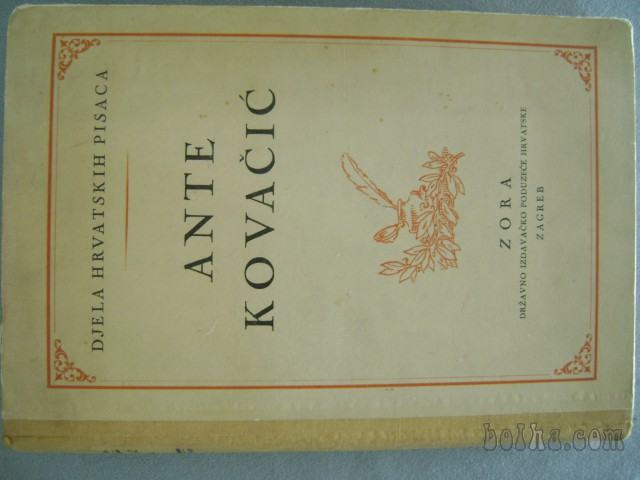 DJELA HRVATSKIH PISACA
ANTE
KOVAČIĆ
ZORA
DRŽAVNO IZDAVAČKO PODUZEĆE HRVATSKE
ZAGREB
bolha.com